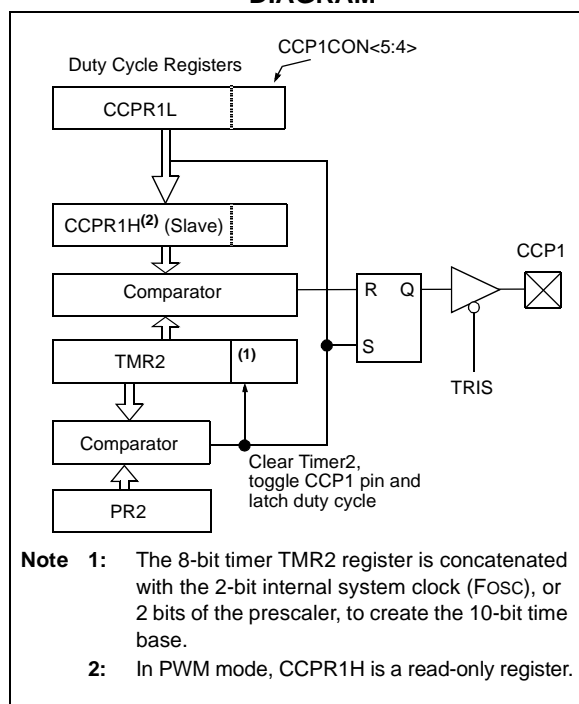 DIAGRAM
CCP1CON<5:4>
Duty Cycle Registers
CCPR1L
CCPR1H(2) (Slave)
CCP1
Comparator
R Q
S
TMR2 (1)
TRIS
Comparator
Clear Timer2,
toggle CCP1 pin and
latch duty cycle
PR2
Note 1: The 8-bit timer TMR2 register is concatenated
with the 2-bit internal system clock (FOSC), or
2 bits of the prescaler, to create the 10-bit time
base.
2: In PWM mode, CCPR1H is a read-only register.